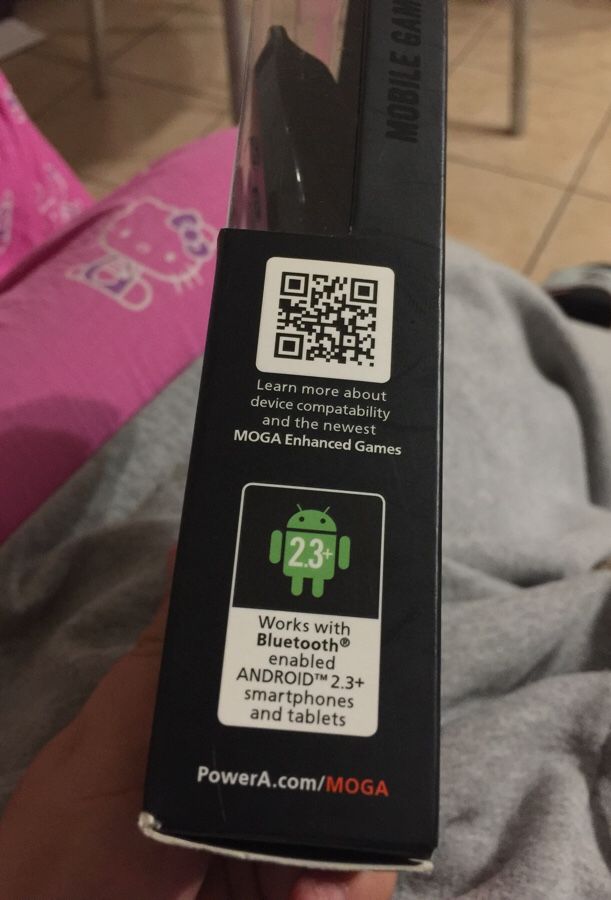 MOBILE GAM
Learn more about
device compatability
and the newest
MOGA Enhanced Games
2.3+
Works with
Bluetooth®
enabled
ANDROID™ 2.3+
smartphones
and tablets
PowerA.com/MOGA